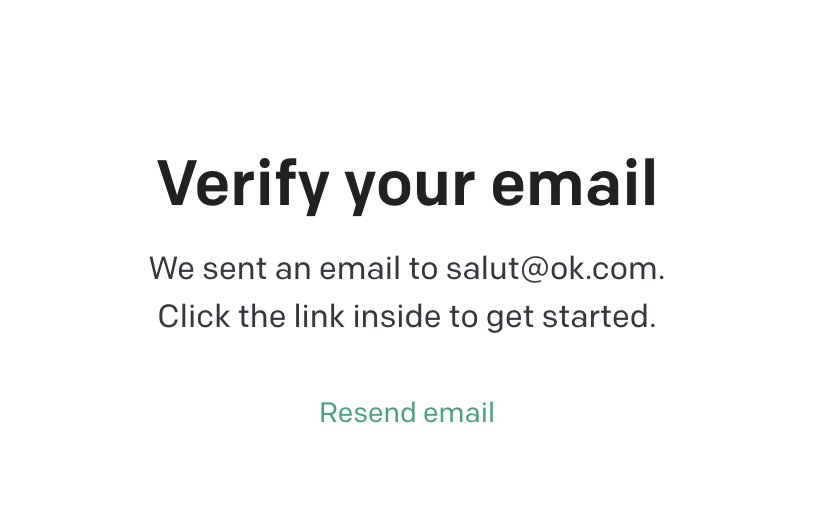 Verify your email
We sent an email to salut@ok.com.
Click the link inside to get started.
Resend email